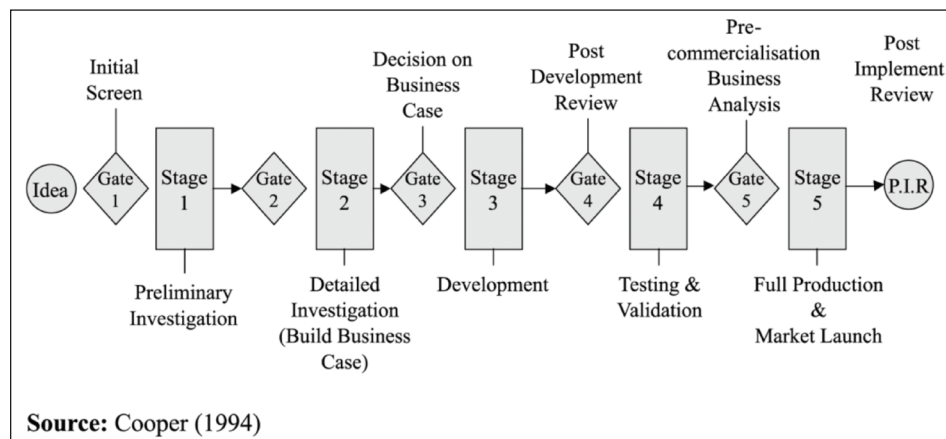 Initial
Screen
Decision on
Business
Case
Post
Development
Review
Pre-
commercialisation
Business
Analysis
Post
Implement
Review
Idea
Gate
1
Stage
1
Gate
2
Stage
2
Gate
3
Stage
3
Gate
4
Stage
4
Gate
5
Stage
5
P.I.R
Preliminary
Investigation
Detailed
Investigation
(Build Business
Case)
Development
Testing &
Validation
Full Production
&
Market Launch
Source: Cooper (1994)